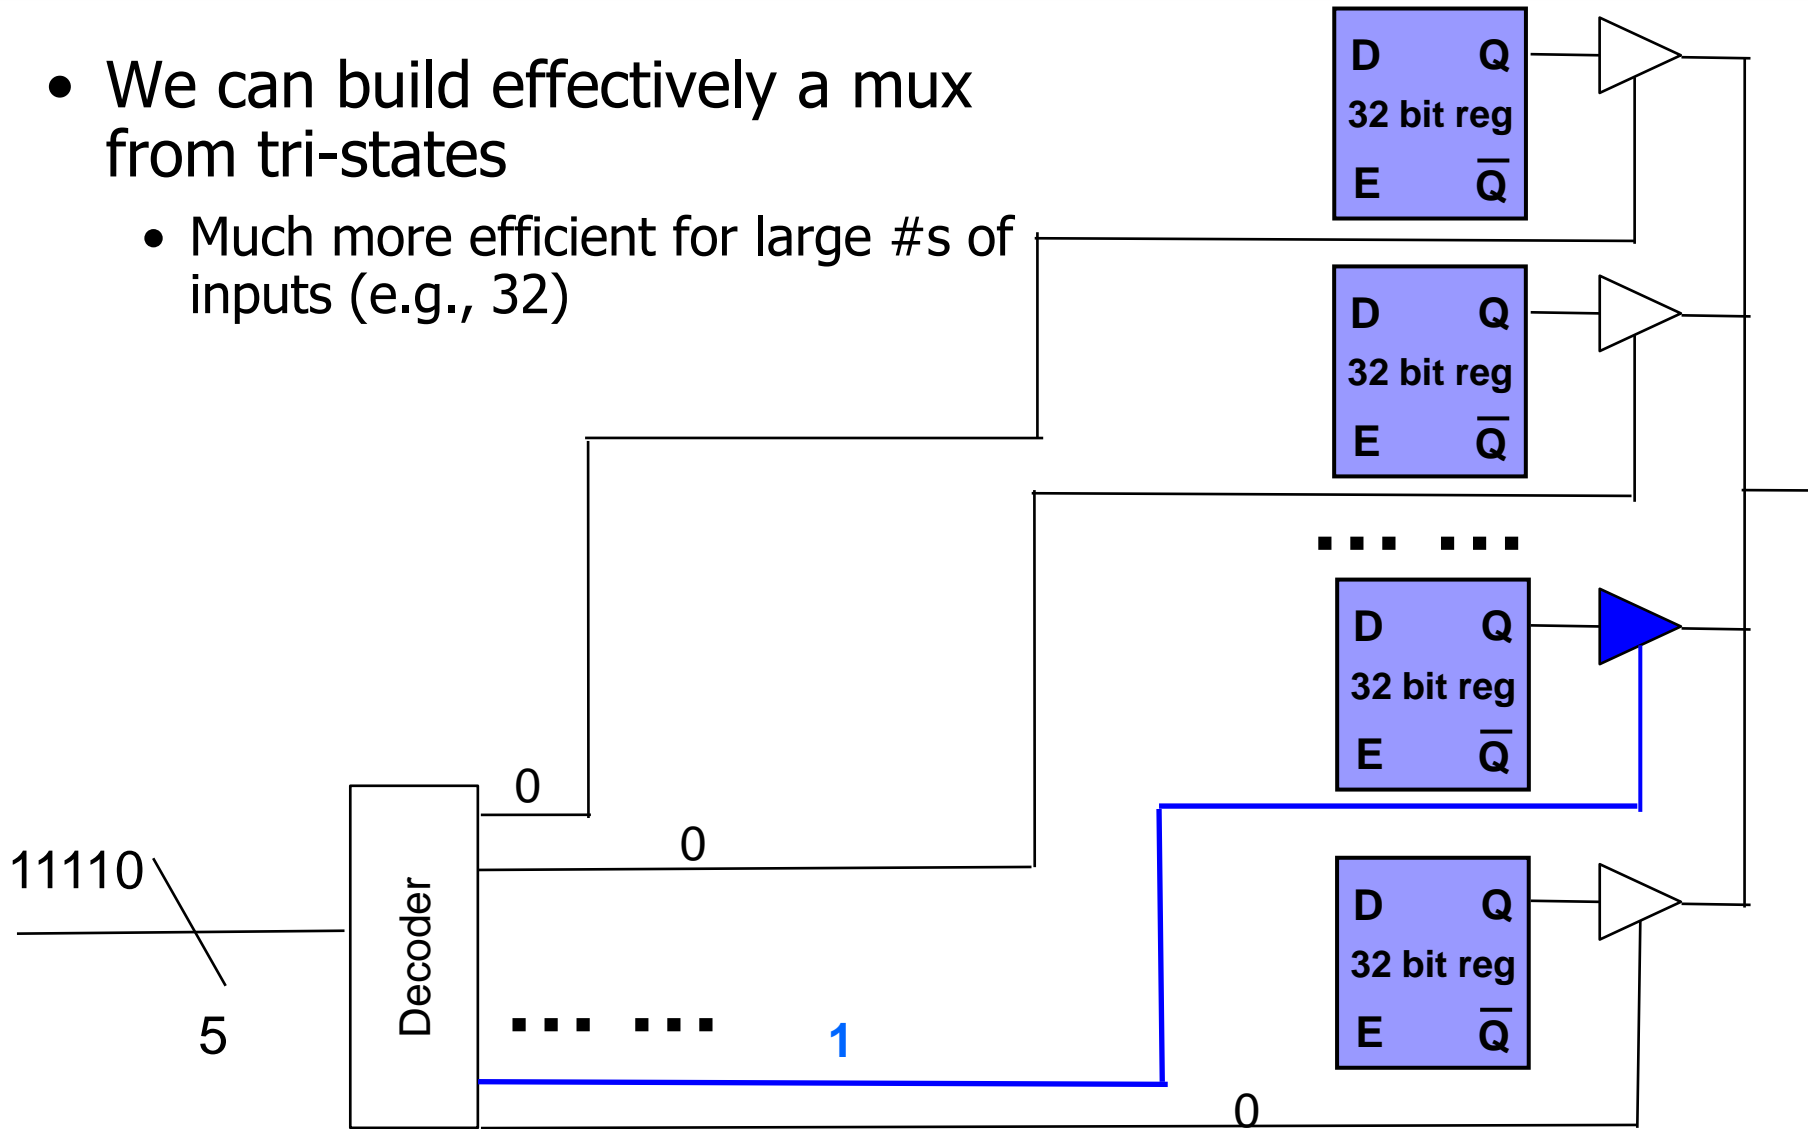 • We can build effectively a mux
from tri-states
• Much more efficient for large #s of
inputs (e.g., 32)
D Q
32 bit reg
E Q̅
D Q
32 bit reg
E Q̅
... ...
D Q
32 bit reg
E Q̅
D Q
32 bit reg
E Q̅
11110
5
Decoder
0
0
... ...
1
0